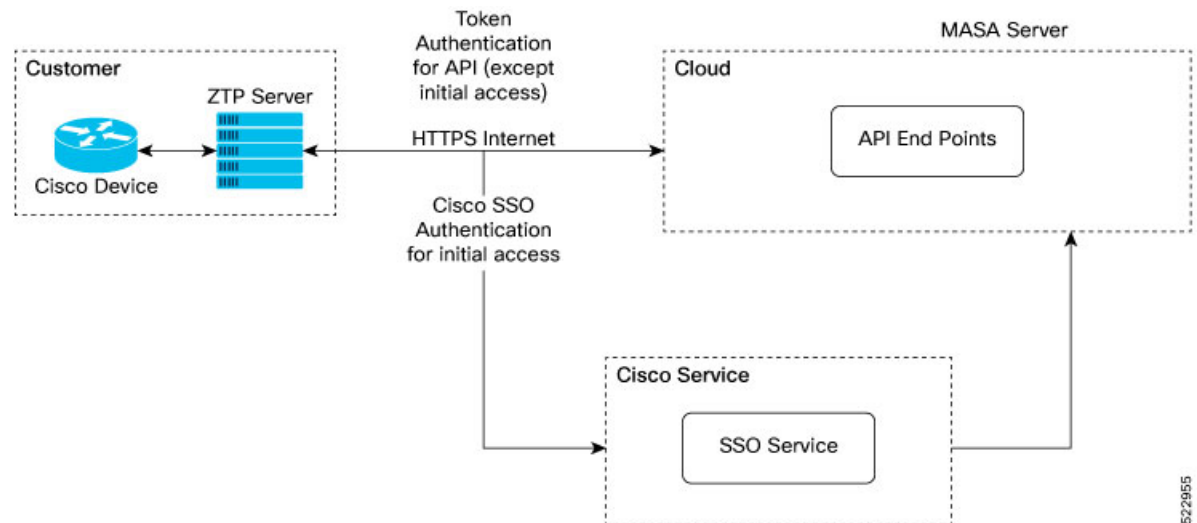 Token
Authentication
for API (except
initial access)
MASA Server
Customer
ZTP Server
Cisco Device
HTTPS Internet
Cloud
API End Points
Cisco SSO
Authentication
for initial access
Cisco Service
SSO Service
522955